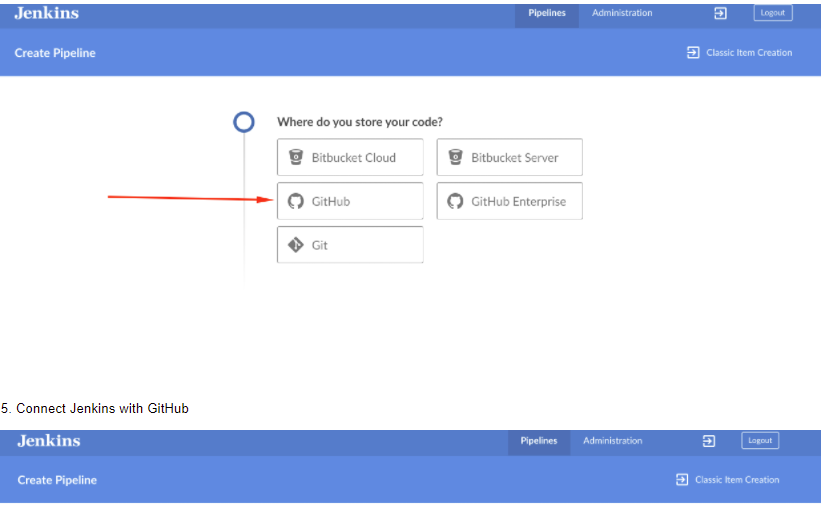 Jenkins Pipelines Administration Logout
Create Pipeline Classic Item Creation
Where do you store your code?
Bitbucket Cloud Bitbucket Server
GitHub GitHub Enterprise
Git
5. Connect Jenkins with GitHub
Jenkins Pipelines Administration Logout
Create Pipeline Classic Item Creation